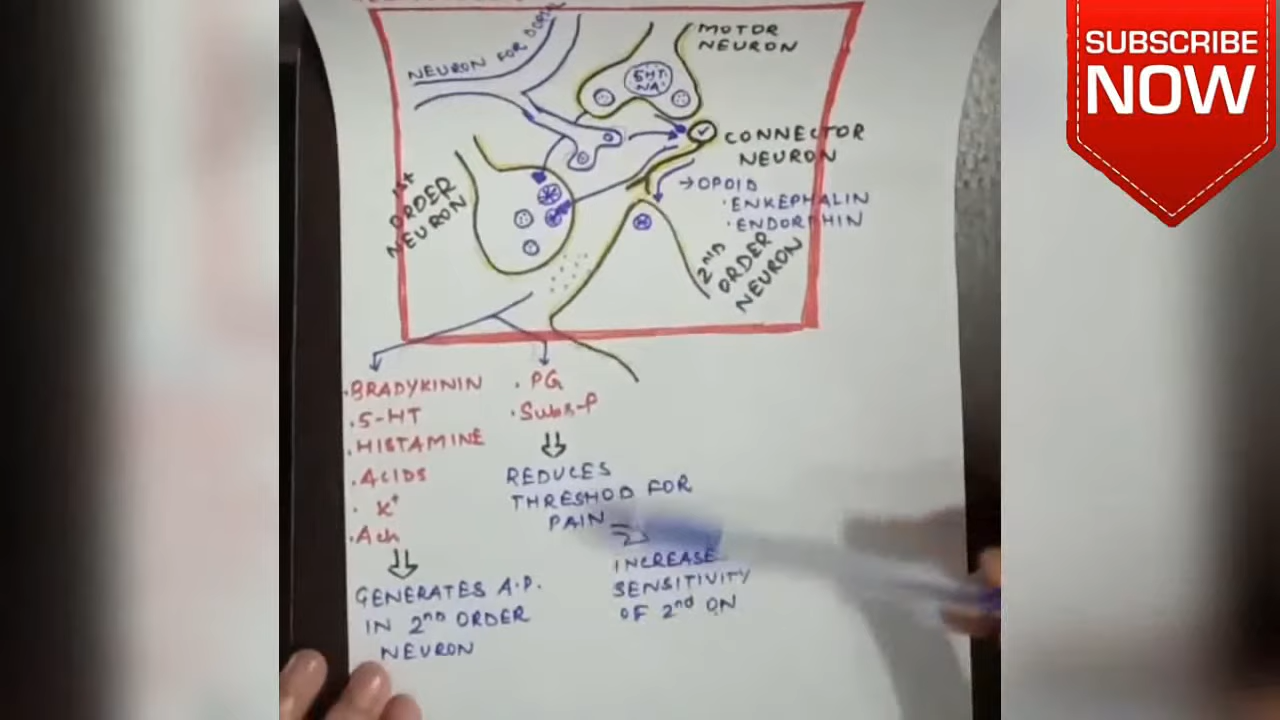 SUBSCRIBE
NOW
NEURON FOR
MOTOR
NEURON
5HT
NA
CONNECTOR
NEURON
→OPOID
·ENKEPHALIN
·ENDORPHIN
1st
ORDER
NEURON
2ND
ORDER
NEURON
·BRADYKININ
·5-HT
·HISTAMINE
·ACIDS
·K+
·Ach
GENERATES A.P.
IN 2nd ORDER
NEURON
·PG
·Subs-P
REDUCES
THRESHOD FOR
PAIN
INCREASE
SENSITIVITY
OF 2nd ON